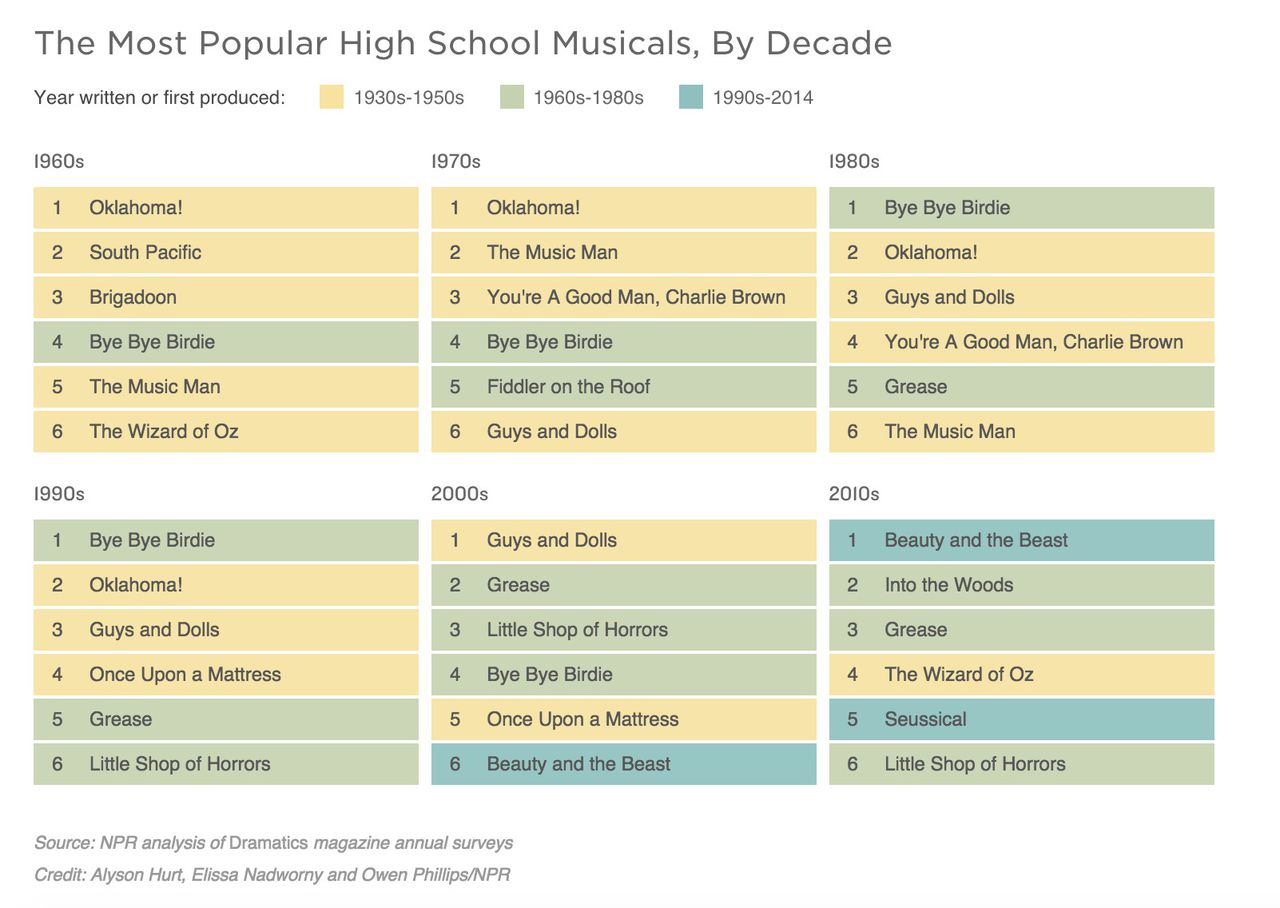 The Most Popular High School Musicals, By Decade
Year written or first produced: 1930s-1950s 1960s-1980s 1990s-2014
1960s
1 Oklahoma!
2 South Pacific
3 Brigadoon
4 Bye Bye Birdie
5 The Music Man
6 The Wizard of Oz
1970s
1 Oklahoma!
2 The Music Man
3 You're A Good Man, Charlie Brown
4 Bye Bye Birdie
5 Fiddler on the Roof
6 Guys and Dolls
1980s
1 Bye Bye Birdie
2 Oklahoma!
3 Guys and Dolls
4 You're A Good Man, Charlie Brown
5 Grease
6 The Music Man
1990s
1 Bye Bye Birdie
2 Oklahoma!
3 Guys and Dolls
4 Once Upon a Mattress
5 Grease
6 Little Shop of Horrors
2000s
1 Guys and Dolls
2 Grease
3 Little Shop of Horrors
4 Bye Bye Birdie
5 Once Upon a Mattress
6 Beauty and the Beast
2010s
1 Beauty and the Beast
2 Into the Woods
3 Grease
4 The Wizard of Oz
5 Seussical
6 Little Shop of Horrors
Source: NPR analysis of Dramatics magazine annual surveys
Credit: Alyson Hurt, Elissa Nadworny and Owen Phillips/NPR